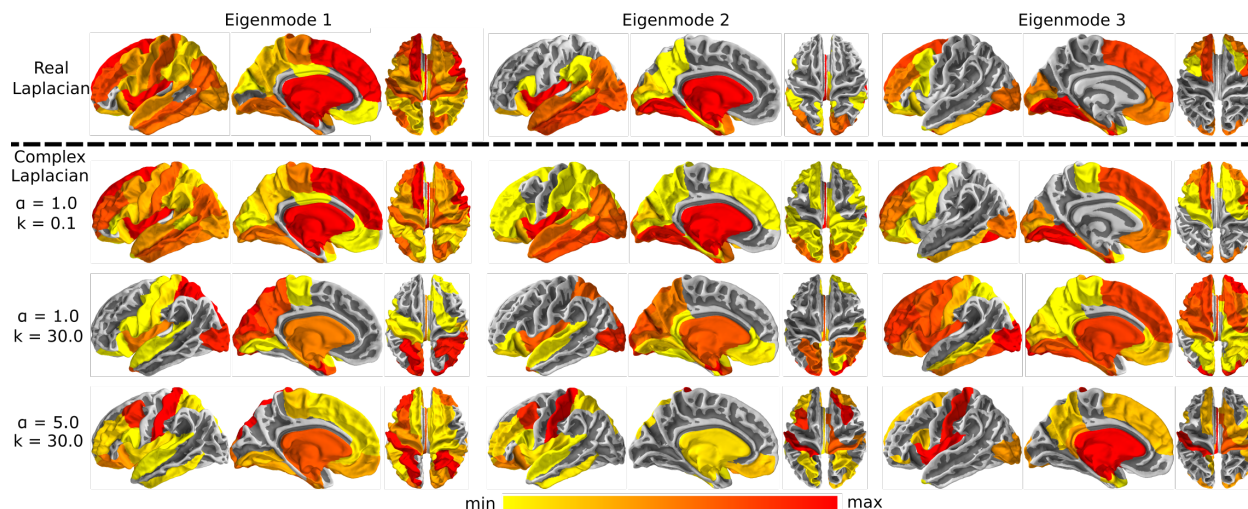 Eigenmode 1
Eigenmode 2
Eigenmode 3
Real
Laplacian
Complex
Laplacian
α = 1.0
k = 0.1
α = 1.0
k = 30.0
α = 5.0
k = 30.0
min
max